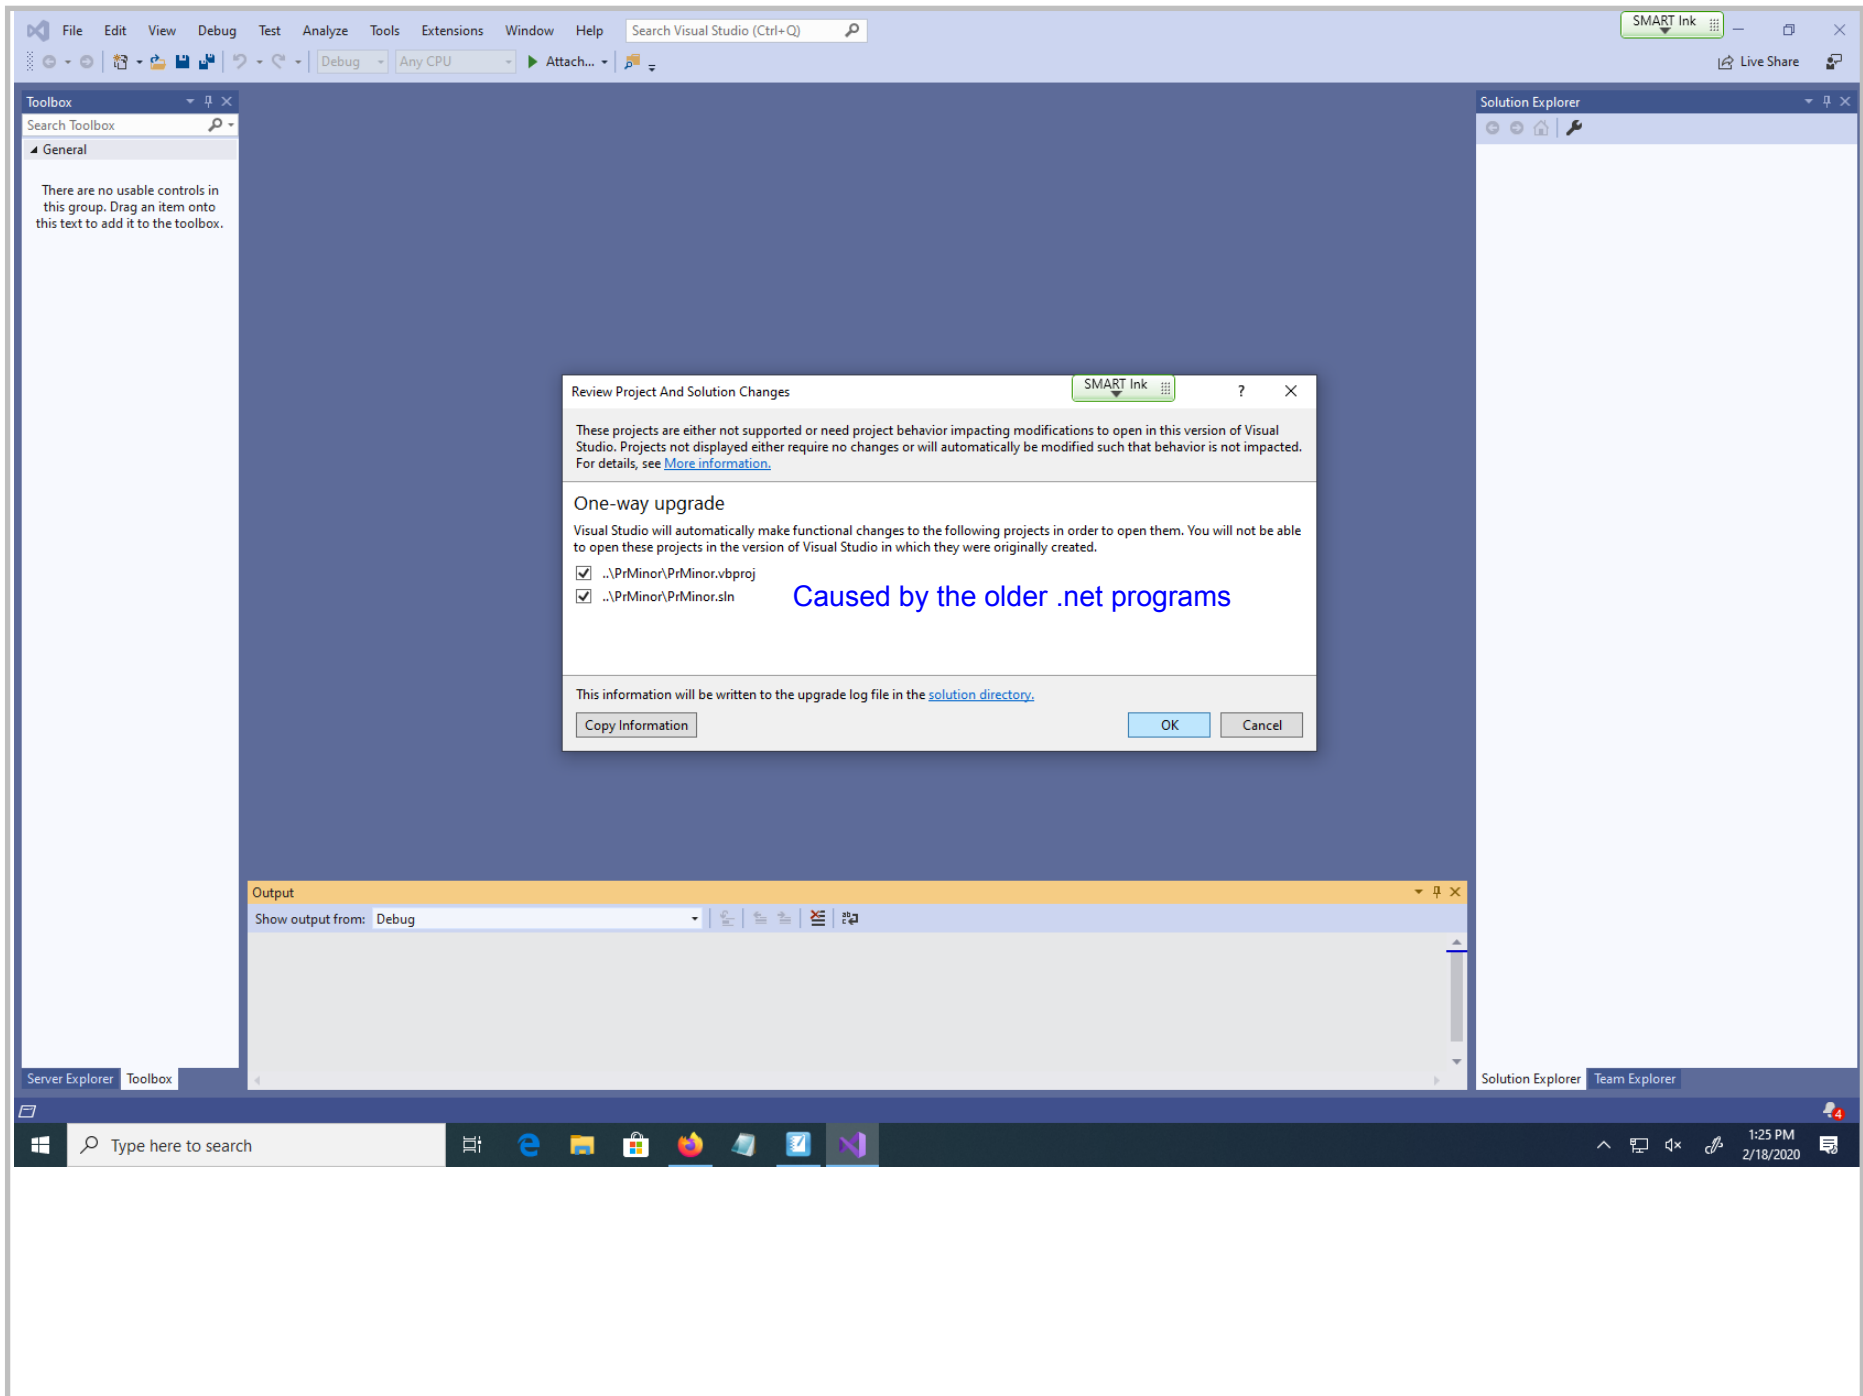 File Edit View Debug Test Analyze Tools Extensions Window Help Search Visual Studio (Ctrl+Q)
SMART Ink
Debug Any CPU Attach...
Live Share
Toolbox
Search Toolbox
General
There are no usable controls in
this group. Drag an item onto
this text to add it to the toolbox.
Solution Explorer
Review Project And Solution Changes
SMART Ink
?
These projects are either not supported or need project behavior impacting modifications to open in this version of Visual
Studio. Projects not displayed either require no changes or will automatically be modified such that behavior is not impacted.
For details, see More information.
One-way upgrade
Visual Studio will automatically make functional changes to the following projects in order to open them. You will not be able
to open these projects in the version of Visual Studio in which they were originally created.
..\PrMinor\PrMinor.vbproj
..\PrMinor\PrMinor.sln
Caused by the older .net programs
This information will be written to the upgrade log file in the solution directory.
Copy Information
OK
Cancel
Output
Show output from: Debug
Server Explorer Toolbox
Solution Explorer Team Explorer
4
Type here to search
1:25 PM
2/18/2020